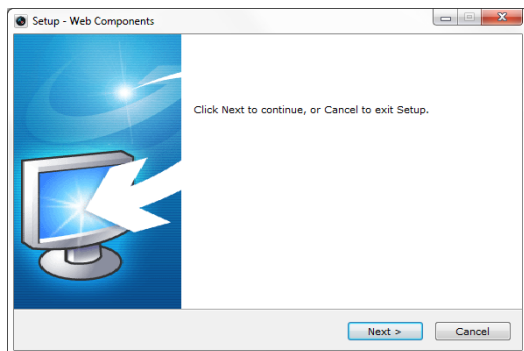 Setup - Web Components
Click Next to continue, or Cancel to exit Setup.
Next >
Cancel